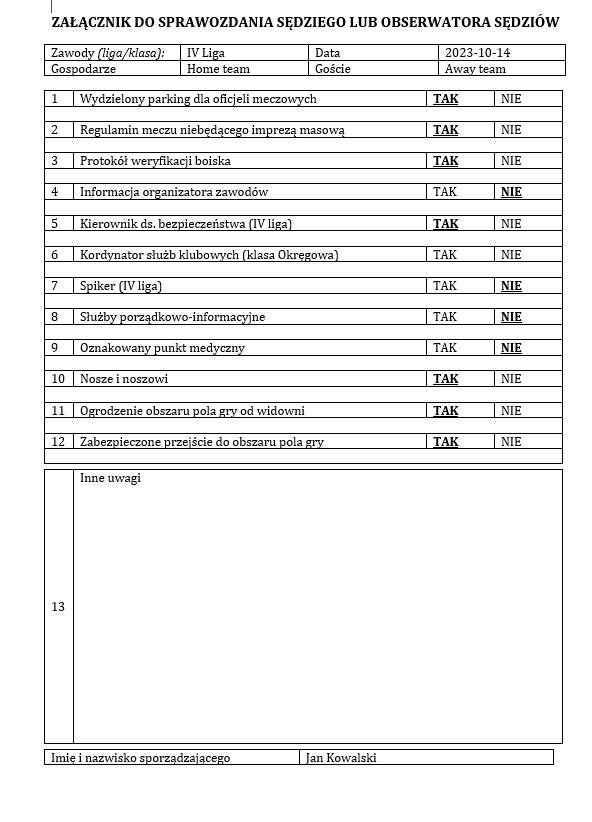 ZAŁĄCZNIK DO SPRAWOZDANIA SĘDZIEGO LUB OBSERWATORA SĘDZIÓW
Zawody (liga/klasa): IV Liga Data 2023-10-14
Gospodarze Home team Goście Away team
1 Wydzielony parking dla oficjeli meczowych TAK NIE
2 Regulamin meczu niebędącego imprezą masową TAK NIE
3 Protokół weryfikacji boiska TAK NIE
4 Informacja organizatora zawodów TAK NIE
5 Kierownik ds. bezpieczeństwa (IV liga) TAK NIE
6 Kordynator służb klubowych (klasa Okręgowa) TAK NIE
7 Spiker (IV liga) TAK NIE
8 Służby porządkowo-informacyjne TAK NIE
9 Oznakowany punkt medyczny TAK NIE
10 Nosze i noszowi TAK NIE
11 Ogrodzenie obszaru pola gry od widowni TAK NIE
12 Zabezpieczone przejście do obszaru pola gry TAK NIE
Inne uwagi
13
Imię i nazwisko sporządzającego Jan Kowalski